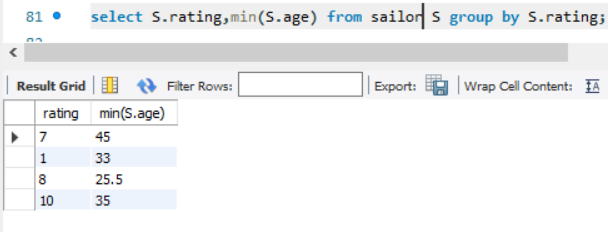 81 select S.rating,min(S.age) from sailor S group by S.rating;
Result Grid Filter Rows: Export: Wrap Cell Content: IA
rating min(S.age)
7 45
1 33
8 25.5
10 35